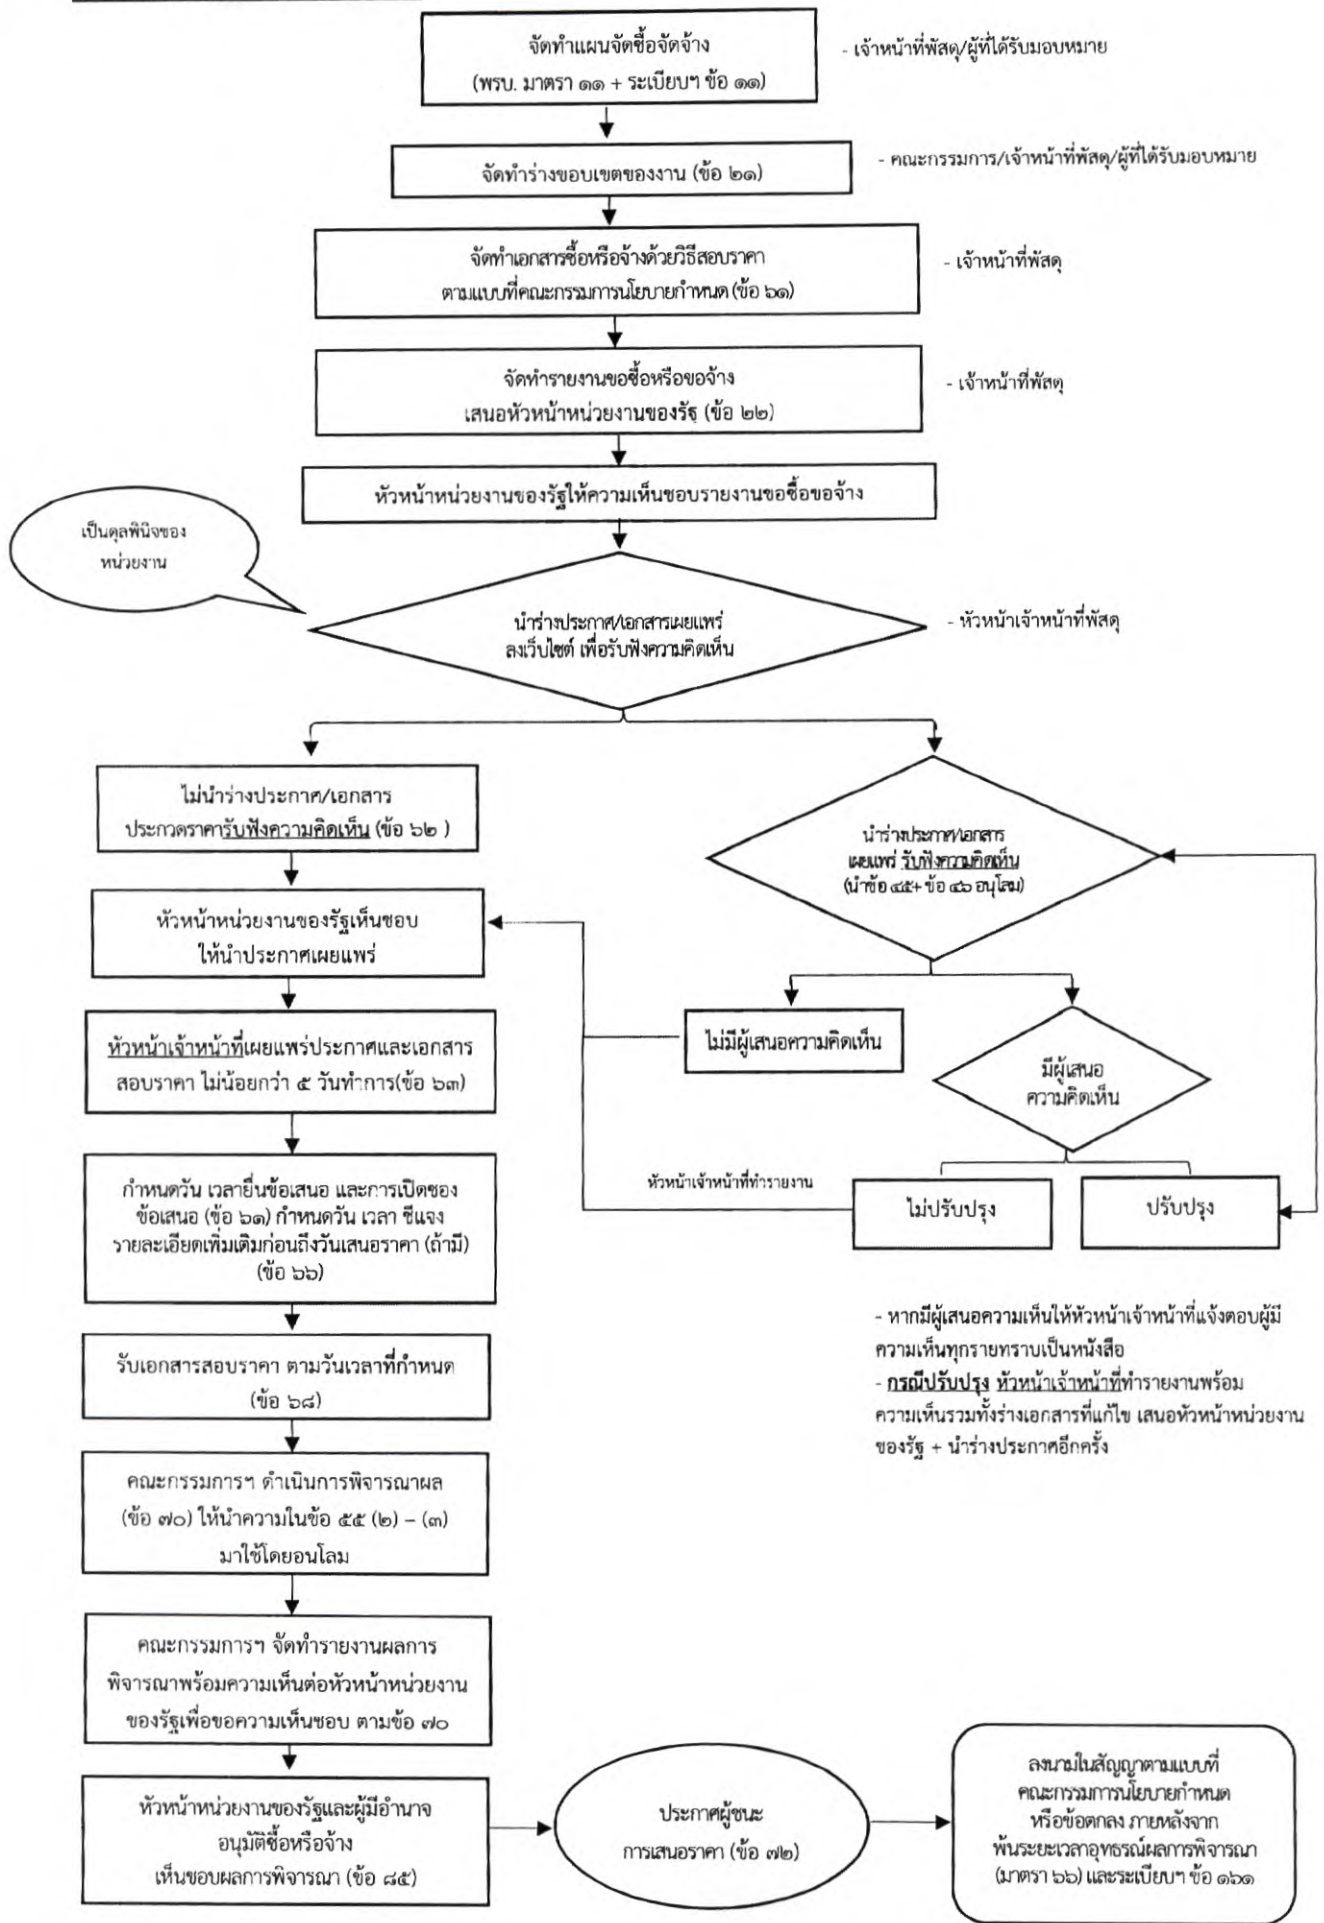 จัดทำแผนจัดซื้อจัดจ้าง
(พรบ. มาตรา ๑๑ + ระเบียบฯ ข้อ ๑๑)
- เจ้าหน้าที่พัสดุ/ผู้ที่ได้รับมอบหมาย
จัดทำร่างขอบเขตของงาน (ข้อ ๒๑)
- คณะกรรมการ/เจ้าหน้าที่พัสดุ/ผู้ที่ได้รับมอบหมาย
จัดทำเอกสารซื้อหรือจ้างด้วยวิธีสอบราคา
ตามแบบที่คณะกรรมการนโยบายกำหนด (ข้อ ๖๑)
- เจ้าหน้าที่พัสดุ
จัดทำรายงานขอซื้อหรือขอจ้าง
เสนอหัวหน้าหน่วยงานของรัฐ (ข้อ ๒๒)
- เจ้าหน้าที่พัสดุ
หัวหน้าหน่วยงานของรัฐให้ความเห็นชอบรายงานขอซื้อขอจ้าง
เป็นดุลพินิจของ
หน่วยงาน
นำร่างประกาศ/เอกสารเผยแพร่
ลงเว็บไซต์ เพื่อรับฟังความคิดเห็น
- หัวหน้าเจ้าหน้าที่พัสดุ
ไม่นำร่างประกาศ/เอกสาร
ประกวดราคารับฟังความคิดเห็น (ข้อ ๖๒ )
นำร่างประกาศ/เอกสาร
เผยแพร่ รับฟังความคิดเห็น
(นำข้อ ๔๕+ ข้อ ๔๖ อนุโลม)
หัวหน้าหน่วยงานของรัฐเห็นชอบ
ให้นำประกาศเผยแพร่
ไม่มีผู้เสนอความคิดเห็น
มีผู้เสนอ
ความคิดเห็น
หัวหน้าเจ้าหน้าที่เผยแพร่ประกาศและเอกสาร
สอบราคา ไม่น้อยกว่า ๕ วันทำการ(ข้อ ๖๓)
หัวหน้าเจ้าหน้าที่ทำรายงาน
ไม่ปรับปรุง
ปรับปรุง
กำหนดวัน เวลายื่นข้อเสนอ และการเปิดซอง
ข้อเสนอ (ข้อ ๖๑) กำหนดวัน เวลา ชี้แจง
รายละเอียดเพิ่มเติมก่อนถึงวันเสนอราคา (ถ้ามี)
(ข้อ ๖๖)
- หากมีผู้เสนอความเห็นให้หัวหน้าเจ้าหน้าที่แจ้งตอบผู้มี
ความเห็นทุกรายทราบเป็นหนังสือ
- กรณีปรับปรุง หัวหน้าเจ้าหน้าที่ทำรายงานพร้อม
ความเห็นรวมทั้งร่างเอกสารที่แก้ไข เสนอหัวหน้าหน่วยงาน
ของรัฐ + นำร่างประกาศอีกครั้ง
รับเอกสารสอบราคา ตามวันเวลาที่กำหนด
(ข้อ ๖๘)
คณะกรรมการฯ ดำเนินการพิจารณาผล
(ข้อ ๗๐) ให้นำความในข้อ ๕๕ (๒) – (๓)
มาใช้โดยอนุโลม
คณะกรรมการฯ จัดทำรายงานผลการ
พิจารณาพร้อมความเห็นต่อหัวหน้าหน่วยงาน
ของรัฐเพื่อขอความเห็นชอบ ตามข้อ ๗๐
หัวหน้าหน่วยงานของรัฐและผู้มีอำนาจ
อนุมัติซื้อหรือจ้าง
เห็นชอบผลการพิจารณา (ข้อ ๘๕)
ประกาศผู้ชนะ
การเสนอราคา (ข้อ ๗๒)
ลงนามในสัญญาตามแบบที่
คณะกรรมการนโยบายกำหนด
หรือข้อตกลง ภายหลังจาก
พ้นระยะเวลาอุทธรณ์ผลการพิจารณา
(มาตรา ๖๖) และระเบียบฯ ข้อ ๑๖๑